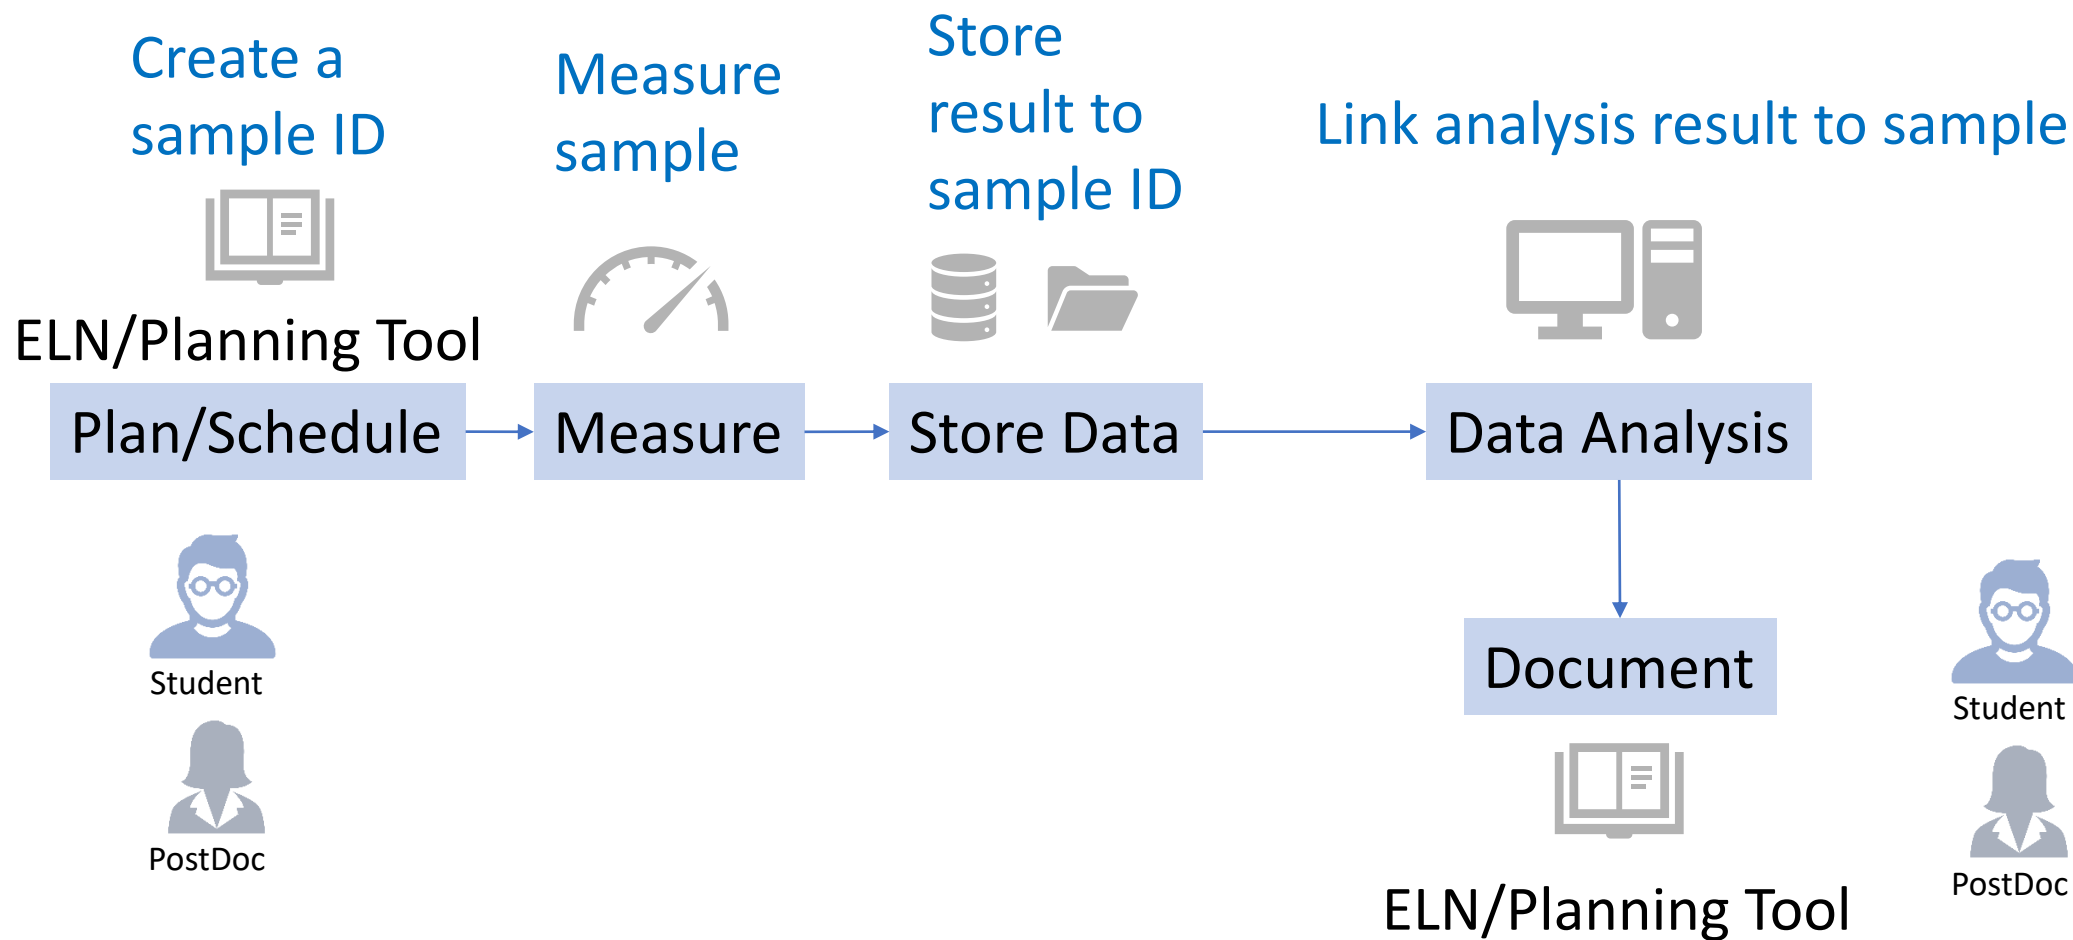 Create a
sample ID
Measure
sample
Store
result to
sample ID
Link analysis result to sample
ELN/Planning Tool
Plan/Schedule
Measure
Store Data
Data Analysis
Student
PostDoc
Document
ELN/Planning Tool
Student
PostDoc